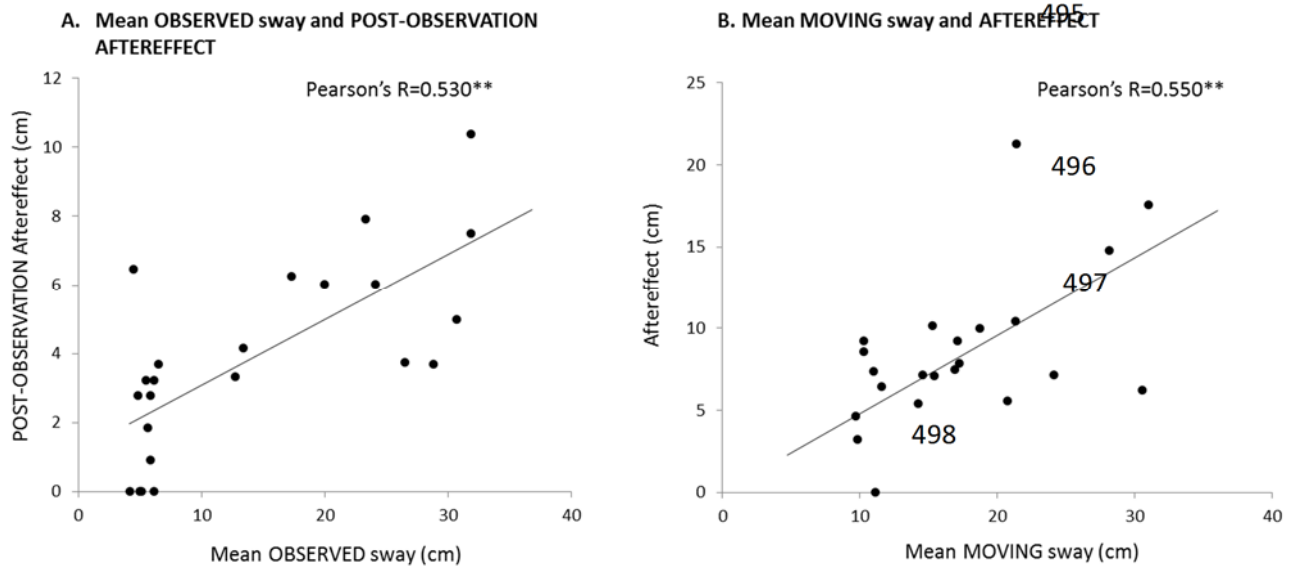 A. Mean OBSERVED sway and POST-OBSERVATION
AFTEREFFECT
Pearson's R=0.530**
POST-OBSERVATION Aftereffect (cm)
12
10
8
6
4
2
0
0 10 20 30 40
Mean OBSERVED sway (cm)
495
B. Mean MOVING sway and AFTEREFFECT
Pearson's R=0.550**
Aftereffect (cm)
25
20
15
10
5
0
496
497
498
0 10 20 30 40
Mean MOVING sway (cm)